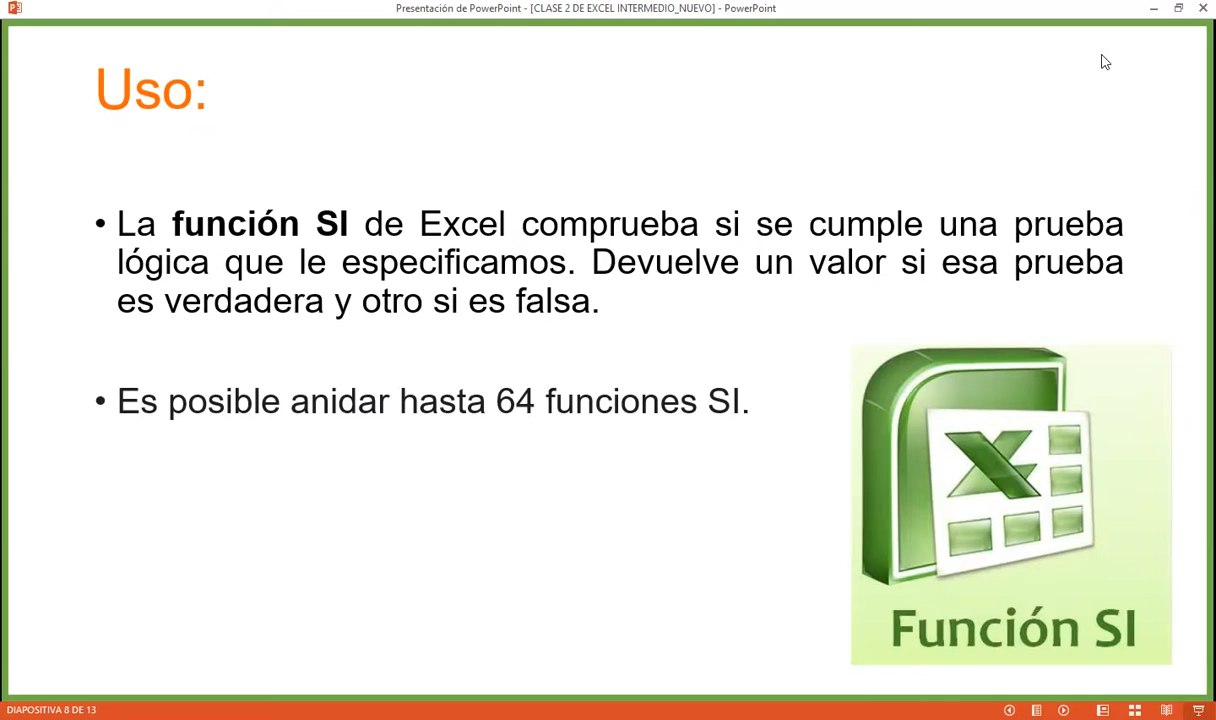 Presentación de PowerPoint - [CLASE 2 DE EXCEL INTERMEDIO_NUEVO] - PowerPoint
Uso:
• La función SI de Excel comprueba si se cumple una prueba
lógica que le especificamos. Devuelve un valor si esa prueba
es verdadera y otro si es falsa.
• Es posible anidar hasta 64 funciones SI.
Función SI
DIAPOSITIVA 8 DE 13